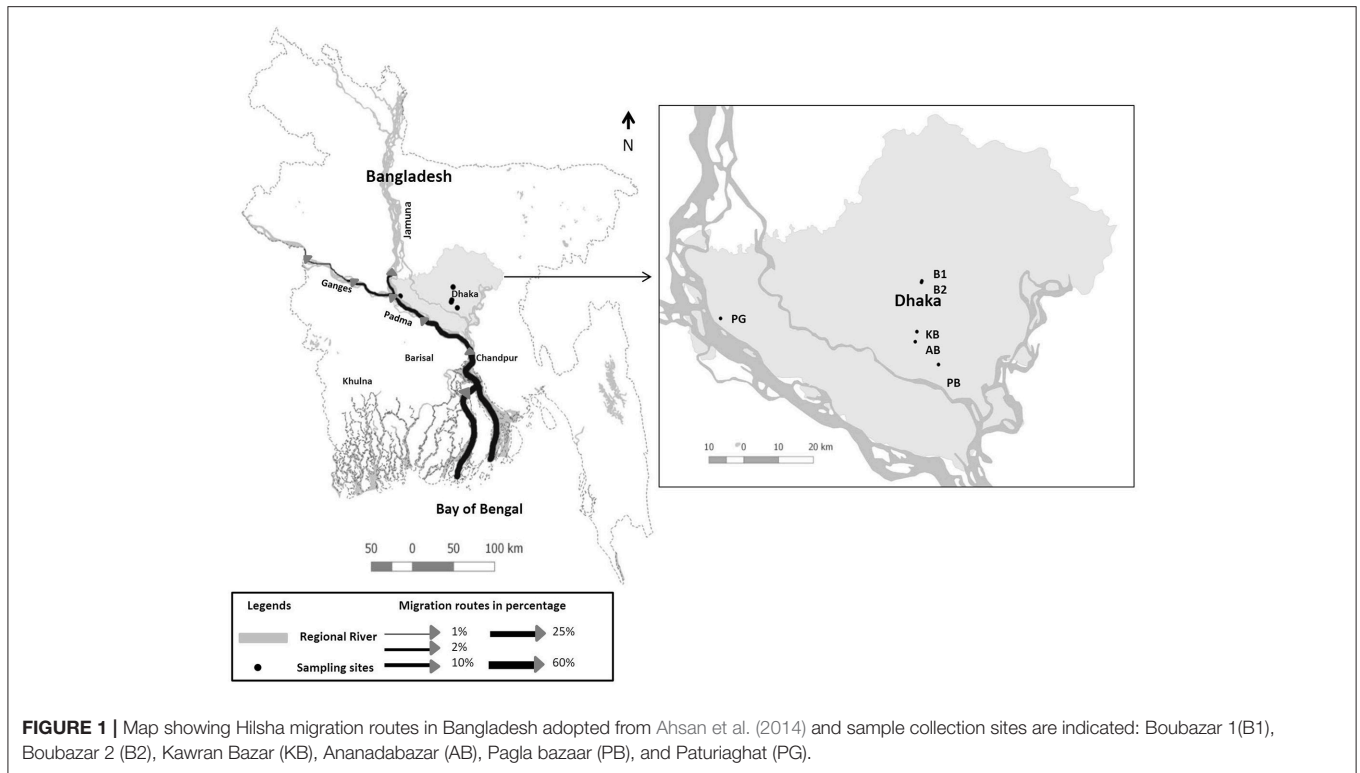 N
Bangladesh
Jamuna
Ganges
Padma
Dhaka
Barisal
Chandpur
Khulna
Bay of Bengal
50 0 50 100 km
Legends Migration routes in percentage
Regional River 1% 25%
2%
Sampling sites 10% 60%
B1
B2
Dhaka
PG
KB
AB
PB
10 0 10 20 km
FIGURE 1 | Map showing Hilsha migration routes in Bangladesh adopted from Ahsan et al. (2014) and sample collection sites are indicated: Boubazar 1(B1),
Boubazar 2 (B2), Kawran Bazar (KB), Ananadabazar (AB), Pagla bazaar (PB), and Paturiaghat (PG).